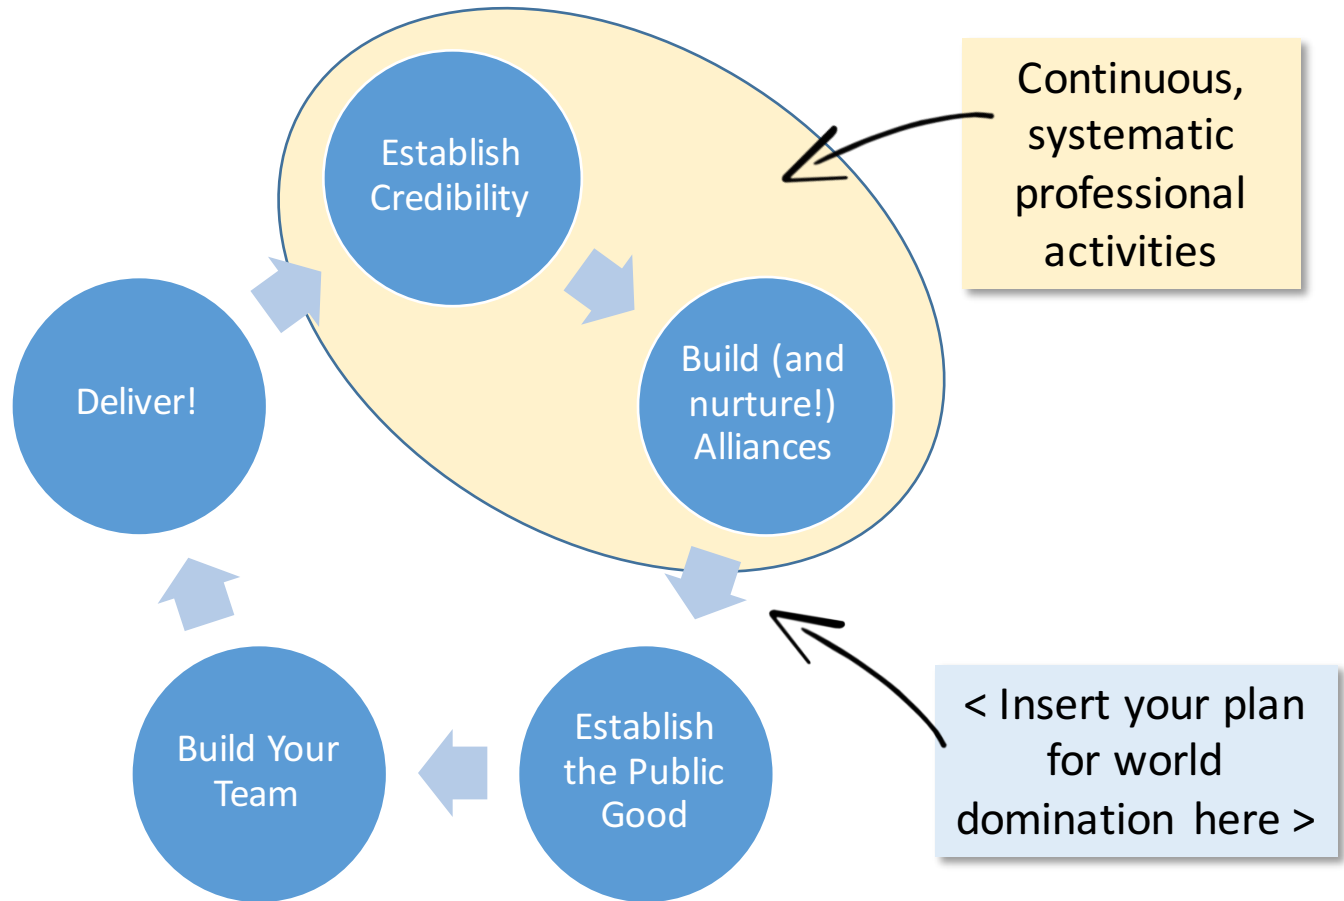 Establish
Credibility
Continuous,
systematic
professional
activities
Build (and
nurture!)
Alliances
Deliver!
< Insert your plan
for world
domination here >
Establish
the Public
Good
Build Your
Team